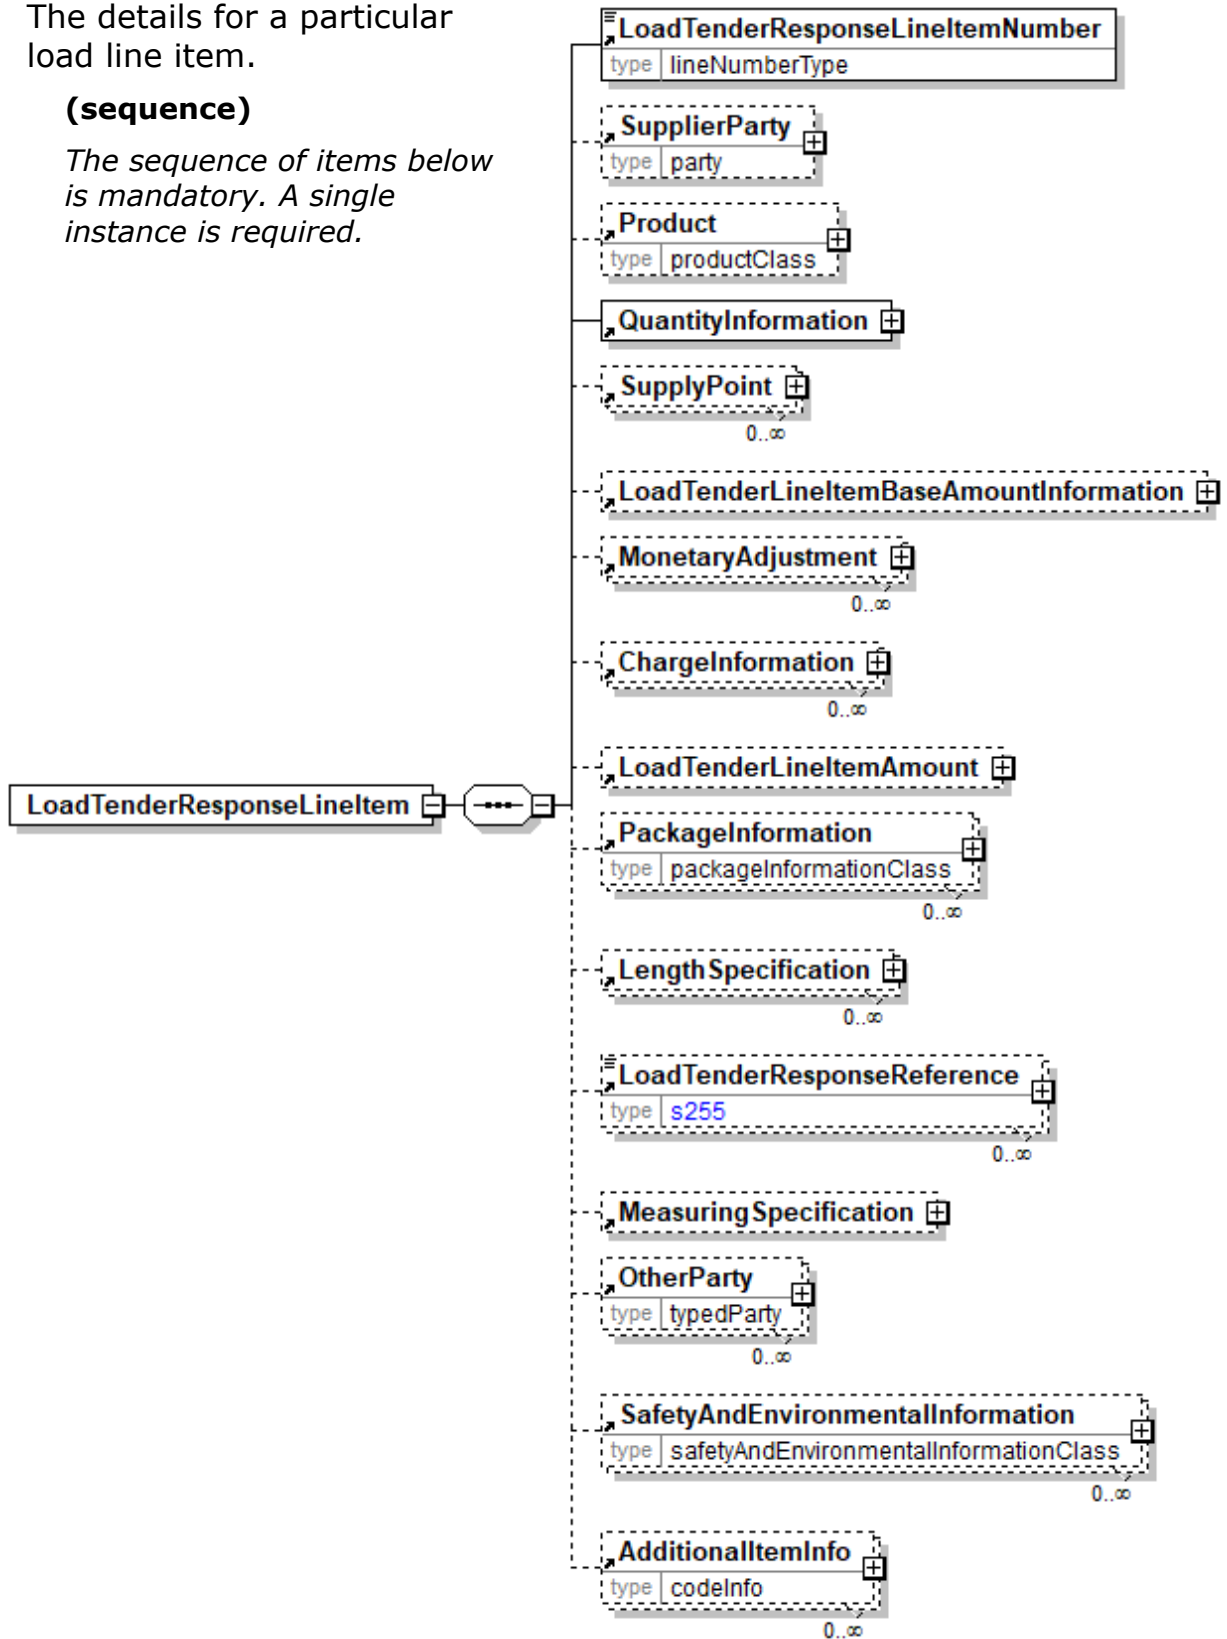 The details for a particular
load line item.
(sequence)
The sequence of items below
is mandatory. A single
instance is required.
LoadTenderResponseLineItem
LoadTenderResponseLineItemNumber
type lineNumberType
SupplierParty
type party
Product
type productClass
QuantityInformation
SupplyPoint
0..∞
LoadTenderLineItemBaseAmountInformation
MonetaryAdjustment
0..∞
ChargeInformation
0..∞
LoadTenderLineItemAmount
PackageInformation
type packageInformationClass
0..∞
LengthSpecification
0..∞
LoadTenderResponseReference
type s255
0..∞
MeasuringSpecification
OtherParty
type typedParty
0..∞
SafetyAndEnvironmentalInformation
type safetyAndEnvironmentalInformationClass
0..∞
AdditionalItemInfo
type codeInfo
0..∞